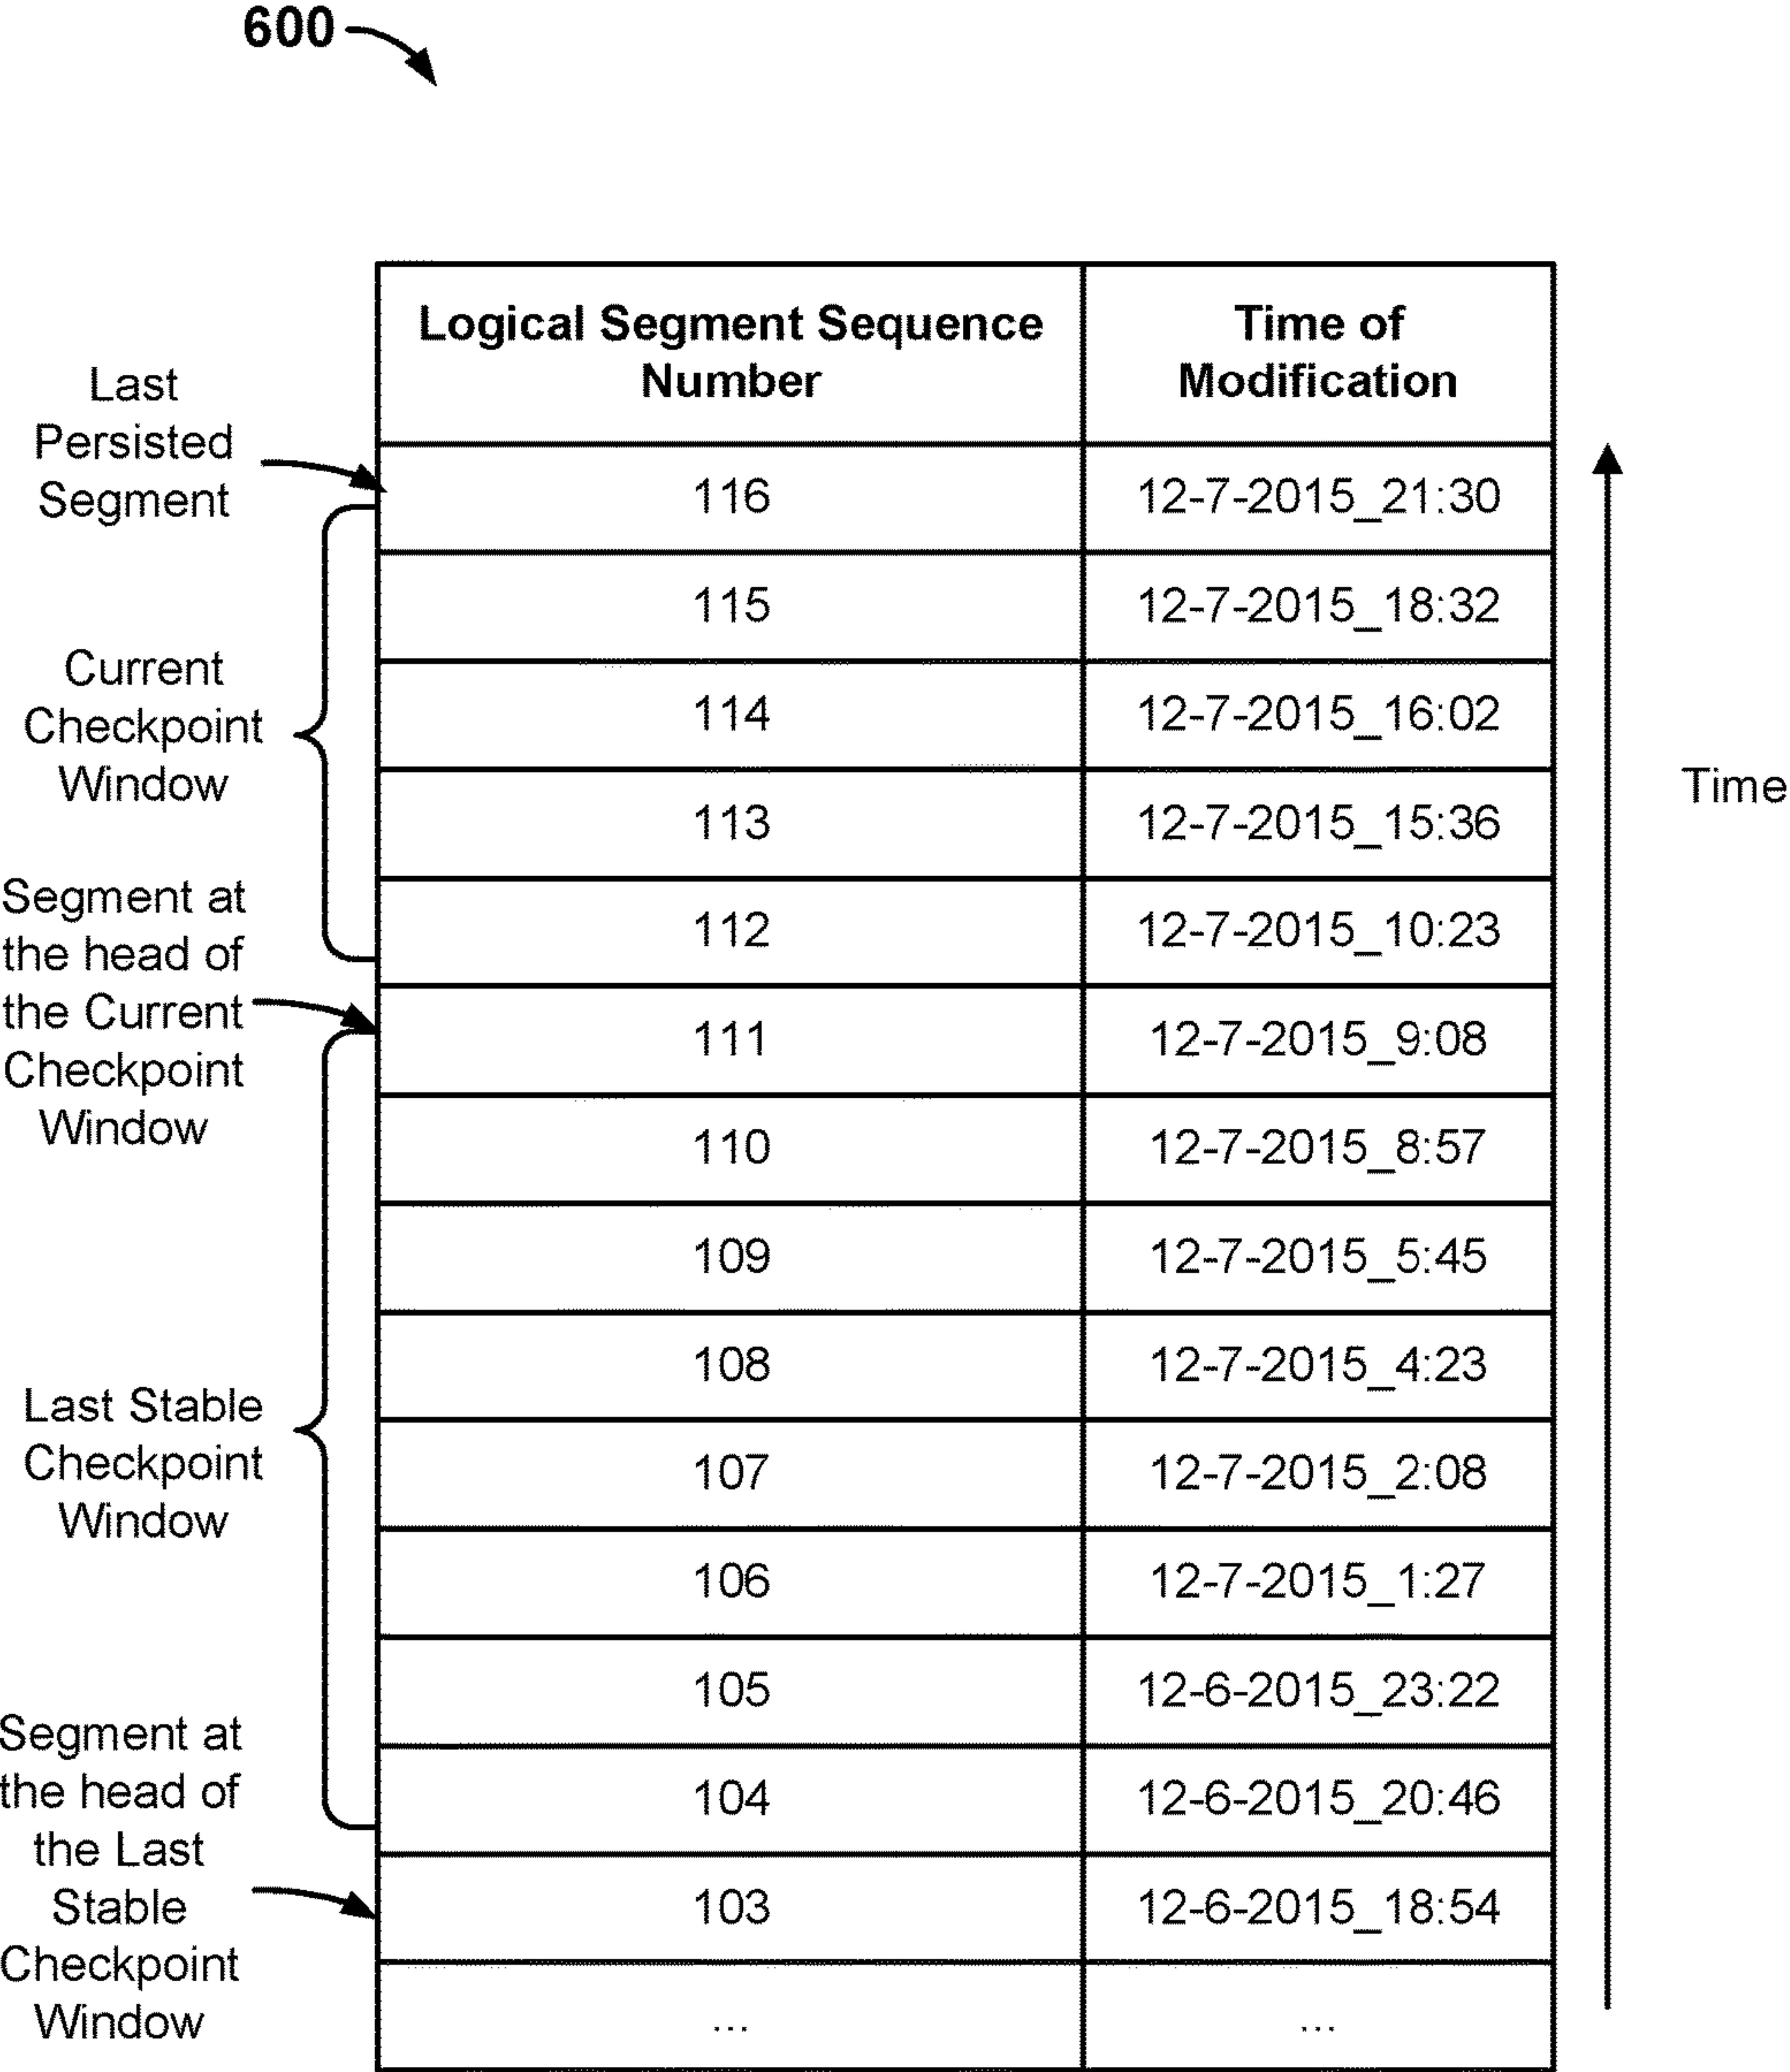 600
Logical Segment Sequence
Number
Time of
Modification
Last
Persisted
Segment
Current
Checkpoint
Window
Segment at
the head of
the Current
Checkpoint
Window
Last Stable
Checkpoint
Window
Segment at
the head of
the Last
Stable
Checkpoint
Window
116 12-7-2015_21:30
115 12-7-2015_18:32
114 12-7-2015_16:02
113 12-7-2015_15:36
112 12-7-2015_10:23
111 12-7-2015_9:08
110 12-7-2015_8:57
109 12-7-2015_5:45
108 12-7-2015_4:23
107 12-7-2015_2:08
106 12-7-2015_1:27
105 12-6-2015_23:22
104 12-6-2015_20:46
103 12-6-2015_18:54
... ...
Time